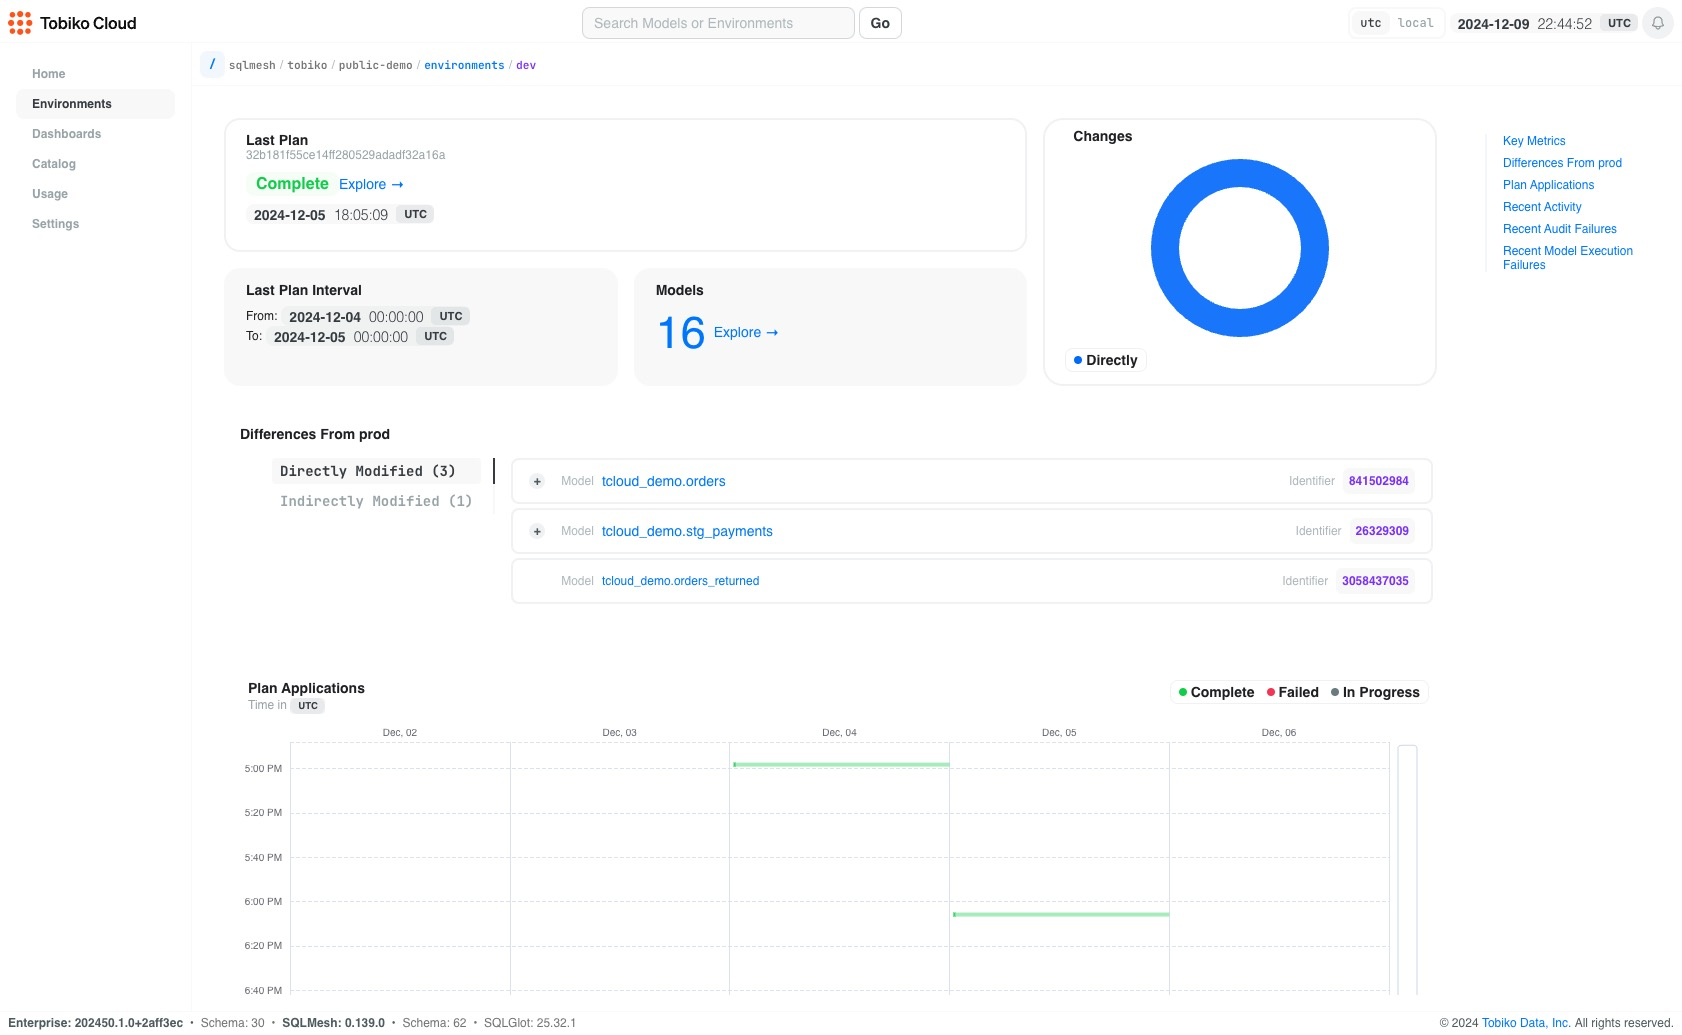 Tobiko Cloud
Search Models or Environments
Go
utc local
2024-12-09 22:44:52 UTC
Home
Environments
Dashboards
Catalog
Usage
Settings
/ sqlmesh / tobiko / public-demo / environments / dev
Last Plan
32b181f55ce14ff280529adadf32a16a
Complete Explore →
2024-12-05 18:05:09 UTC
Last Plan Interval
From: 2024-12-04 00:00:00 UTC
To: 2024-12-05 00:00:00 UTC
Models
16 Explore →
Changes
Directly
Key Metrics
Differences From prod
Plan Applications
Recent Activity
Recent Audit Failures
Recent Model Execution
Failures
Differences From prod
Directly Modified (3)
Indirectly Modified (1)
+ Model tcloud_demo.orders Identifier 841502984
+ Model tcloud_demo.stg_payments Identifier 26329309
Model tcloud_demo.orders_returned Identifier 3058437035
Plan Applications
Time in UTC
Complete Failed In Progress
Dec, 02 Dec, 03 Dec, 04 Dec, 05 Dec, 06
5:00 PM
5:20 PM
5:40 PM
6:00 PM
6:20 PM
6:40 PM
Enterprise: 202450.1.0+2aff3ec • Schema: 30 • SQLMesh: 0.139.0 • Schema: 62 • SQLGlot: 25.32.1
© 2024 Tobiko Data, Inc. All rights reserved.